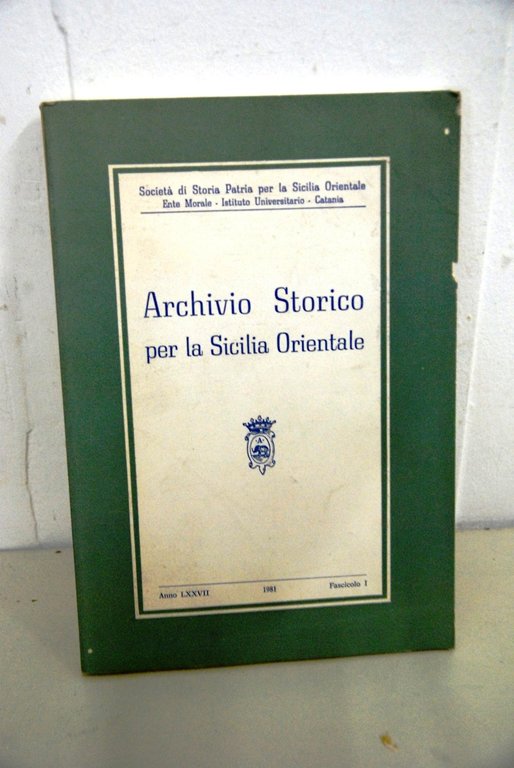 Società di Storia Patria per la Sicilia Orientale
Ente Morale - Istituto Universitario - Catania
Archivio Storico
per la Sicilia Orientale
A
Anno LXXVII 1981 Fascicolo I